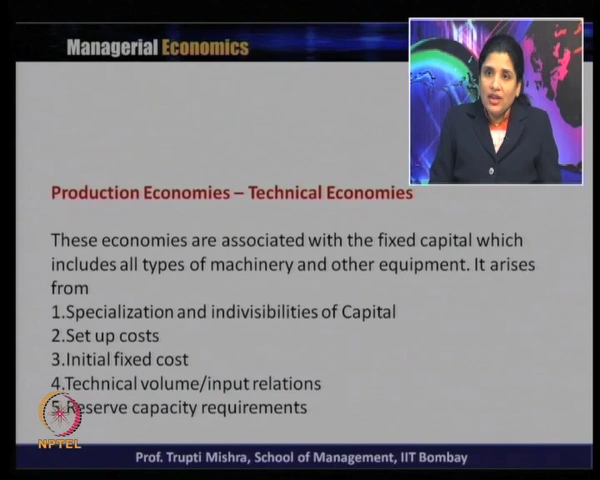 Managerial Economics
Production Economies – Technical Economies
These economies are associated with the fixed capital which
includes all types of machinery and other equipment. It arises
from
1.Specialization and indivisibilities of Capital
2.Set up costs
3.Initial fixed cost
4.Technical volume/input relations
5.Reserve capacity requirements
NPTEL
Prof. Trupti Mishra, School of Management, IIT Bombay